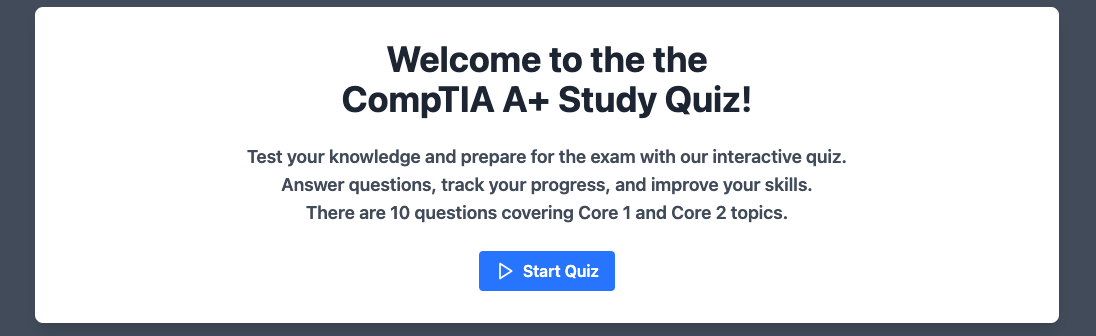 Welcome to the the
CompTIA A+ Study Quiz!
Test your knowledge and prepare for the exam with our interactive quiz.
Answer questions, track your progress, and improve your skills.
There are 10 questions covering Core 1 and Core 2 topics.
Start Quiz